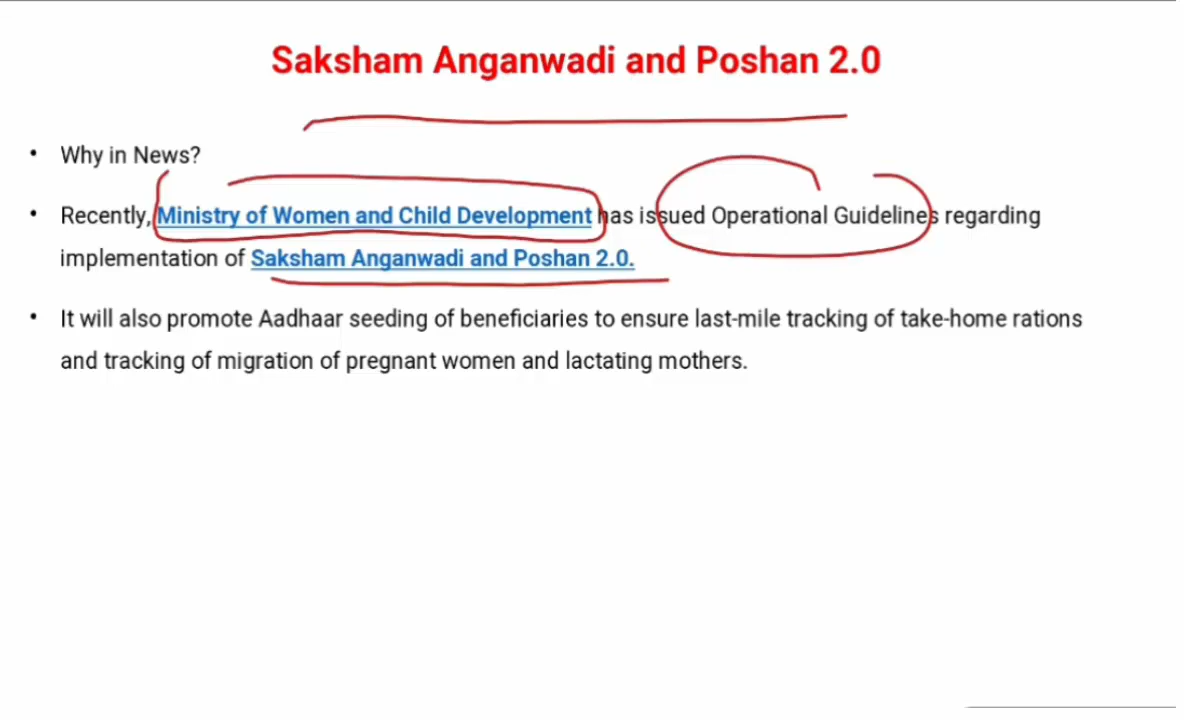 Saksham Anganwadi and Poshan 2.0
• Why in News?
• Recently, Ministry of Women and Child Development has issued Operational Guidelines regarding
implementation of Saksham Anganwadi and Poshan 2.0.
• It will also promote Aadhaar seeding of beneficiaries to ensure last-mile tracking of take-home rations
and tracking of migration of pregnant women and lactating mothers.